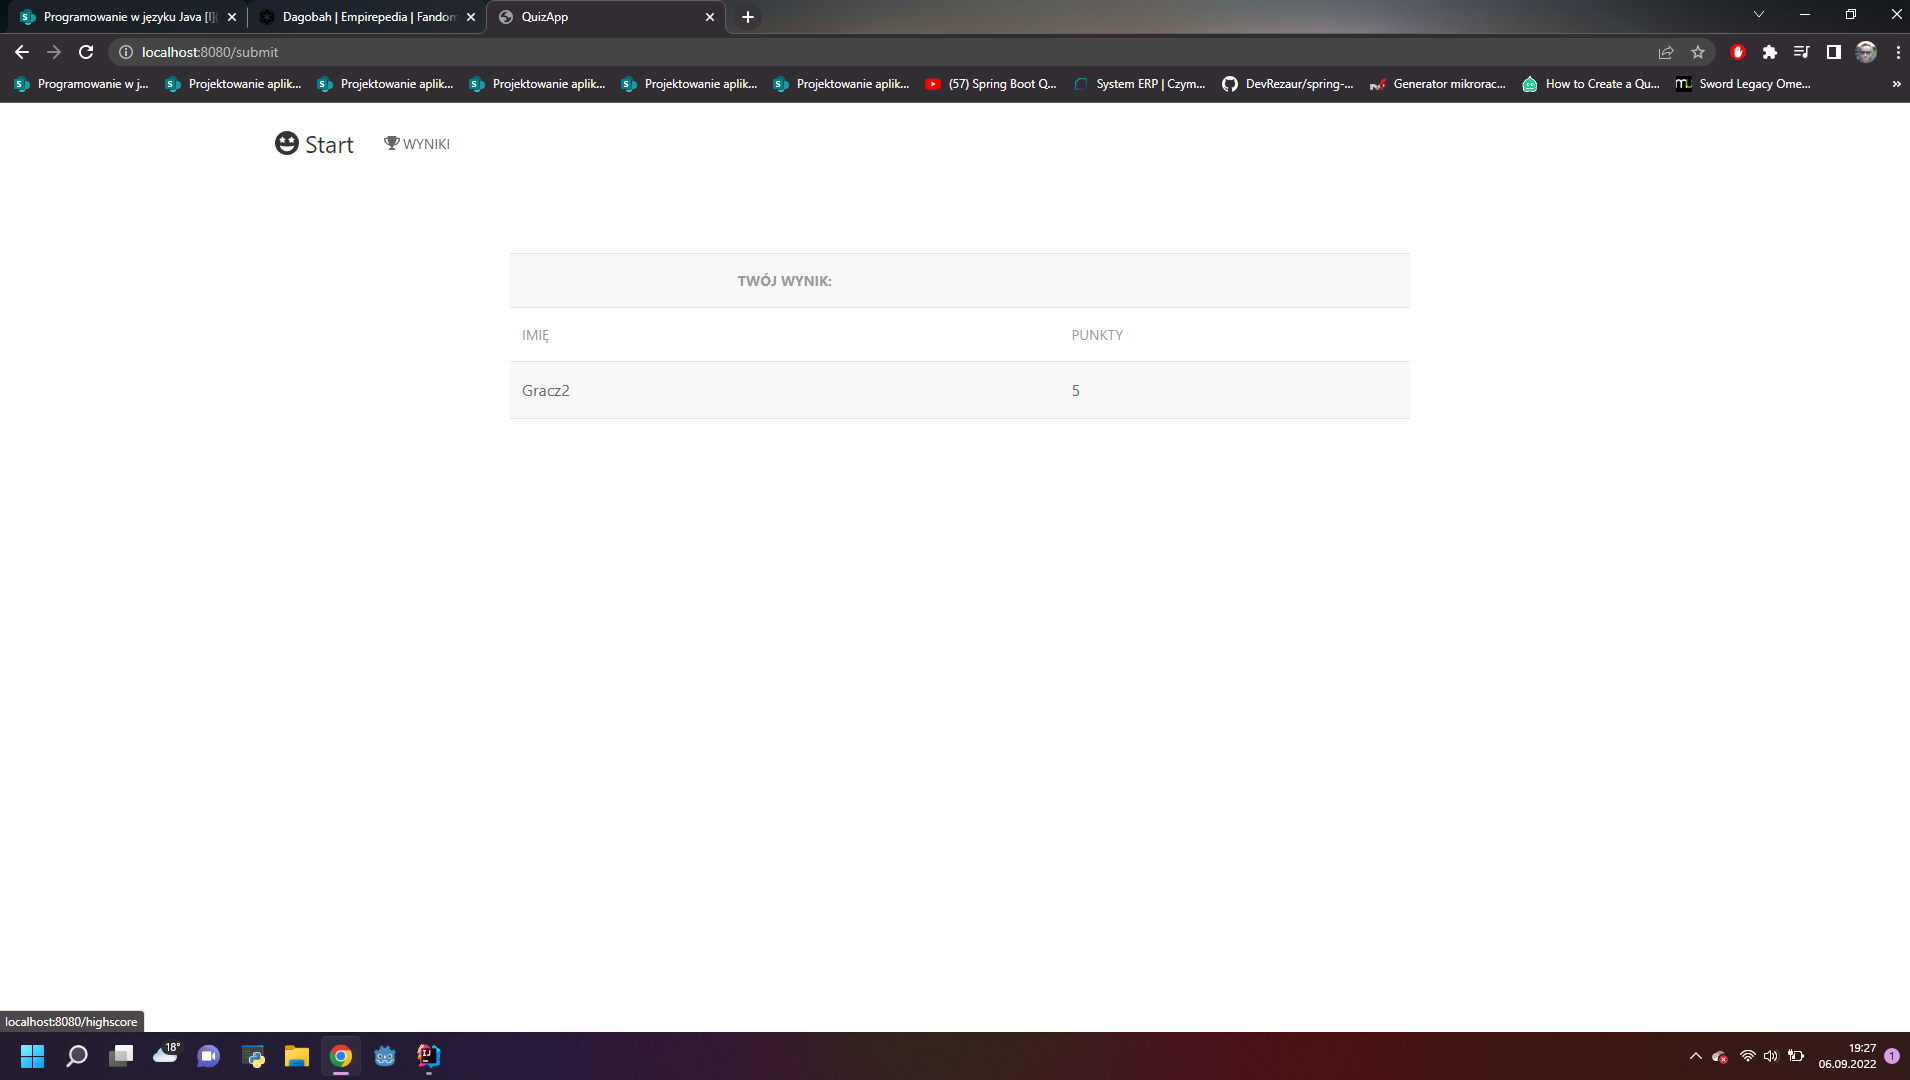 Programowanie w języku Java [I](
Dagobah | Empirepedia | Fandom
QuizApp
localhost:8080/submit
Programowanie w j...
Projektowanie aplik...
Projektowanie aplik...
Projektowanie aplik...
Projektowanie aplik...
Projektowanie aplik...
(57) Spring Boot Q...
System ERP | Czym...
DevRezaur/spring-...
Generator mikrorac...
How to Create a Qu...
Sword Legacy Ome...
Start
WYNIKI
TWÓJ WYNIK:
IMIĘ PUNKTY
Gracz2 5
localhost:8080/highscore
18°
19:27
06.09.2022
1